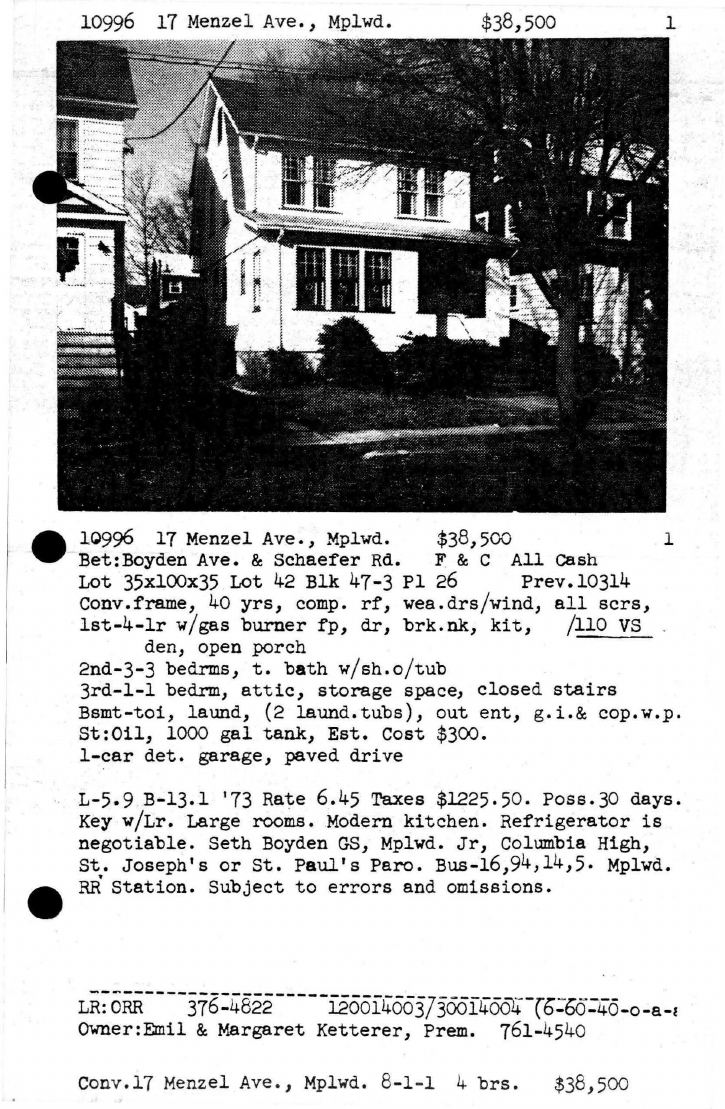 10996 17 Menzel Ave., Mplwd. $38,500 1
10996 17 Menzel Ave., Mplwd. $38,500 1
Bet:Boyden Ave. & Schaefer Rd. F & C All Cash
Lot 35x100x35 Lot 42 Blk 47-3 Pl 26 Prev.10314
Conv.frame, 40 yrs, comp. rf, wea.drs/wind, all scrs,
1st-4-lr w/gas burner fp, dr, brk.nk, kit, /110 VS
den, open porch
2nd-3-3 bedrms, t. bath w/sh.o/tub
3rd-1-1 bedrm, attic, storage space, closed stairs
Bsmt-toi, laund, (2 laund.tubs), out ent, g.i.& cop.w.p.
St:Oil, 1000 gal tank, Est. Cost $300.
1-car det. garage, paved drive
L-5.9 B-13.1 '73 Rate 6.45 Taxes $1225.50. Poss.30 days.
Key w/Lr. Large rooms. Modern kitchen. Refrigerator is
negotiable. Seth Boyden GS, Mplwd. Jr, Columbia High,
St. Joseph's or St. Paul's Paro. Bus-16,94,14,5. Mplwd.
RR Station. Subject to errors and omissions.
LR:ORR 376-4822 120014003/30014004 (6-60-40-o-a-
Owner:Emil & Margaret Ketterer, Prem. 761-4540
Conv.17 Menzel Ave., Mplwd. 8-1-1 4 brs. $38,500